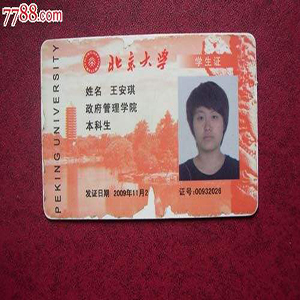 7788.com
PEKING UNIVERSITY
北京大学
学生证
姓名 王安琪
政府管理学院
本科生
发证日期 2009年11月2
证号:00932026